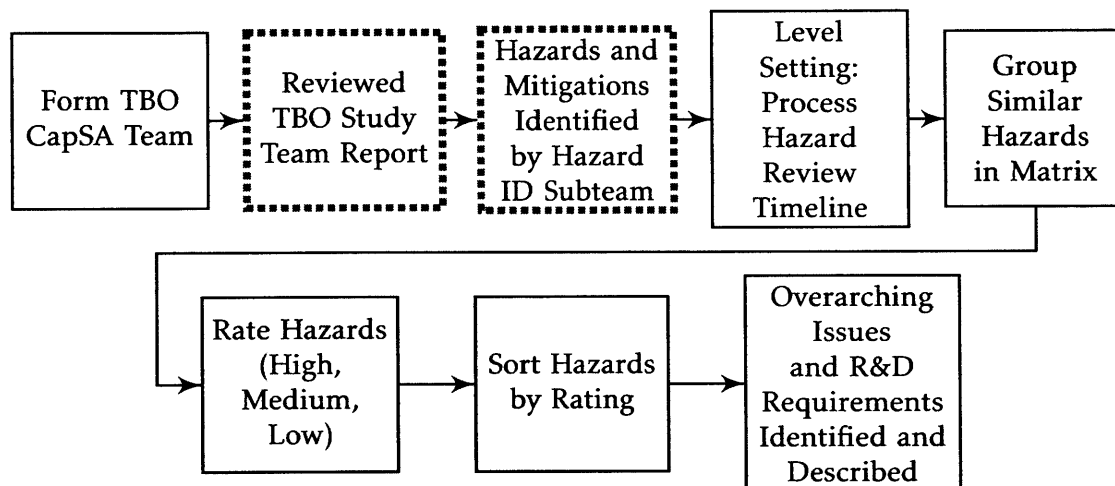 Form TBO
CapSA Team
Reviewed
TBO Study
Team Report
Hazards and
Mitigations
Identified
by Hazard
ID Subteam
Level
Setting:
Process
Hazard
Review
Timeline
Group
Similar
Hazards
in Matrix
Rate Hazards
(High,
Medium,
Low)
Sort Hazards
by Rating
Overarching
Issues
and R&D
Requirements
Identified and
Described